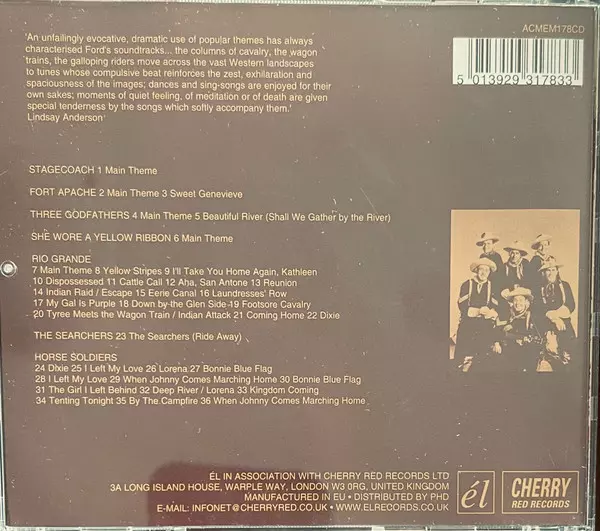 ACMEM178CD
'An unfailingly evocative, dramatic use of popular themes has always
characterised Ford's soundtracks... the columns of cavalry, the wagon
trains, the galloping riders move across the vast Western landscapes
to tunes whose compulsive beat reinforces the zest, exhilaration and
spaciousness of the images; dances and sing-songs are enjoyed for their
own sakes; moments of quiet feeling, of meditation or of death are given
special tenderness by the songs which softly accompany them.'
Lindsay Anderson
5 013929 317833
STAGECOACH 1 Main Theme
FORT APACHE 2 Main Theme 3 Sweet Genevieve
THREE GODFATHERS 4 Main Theme 5 Beautiful River (Shall We Gather by the River)
SHE WORE A YELLOW RIBBON 6 Main Theme
RIO GRANDE
7 Main Theme 8 Yellow Stripes 9 I'll Take You Home Again, Kathleen
10 Dispossessed 11 Cattle Call 12 Aha, San Antone 13 Reunion
14 Indian Raid / Escape 15 Eerie Canal 16 Laundresses' Row
17 My Gal Is Purple 18 Down by the Glen Side 19 Footsore Cavalry
20 Tyree Meets the Wagon Train / Indian Attack 21 Coming Home 22 Dixie
THE SEARCHERS 23 The Searchers (Ride Away)
HORSE SOLDIERS
24 Dixie 25 I Left My Love 26 Lorena 27 Bonnie Blue Flag
28 I Left My Love 29 When Johnny Comes Marching Home 30 Bonnie Blue Flag
31 The Girl I Left Behind 32 Deep River / Lorena 33 Kingdom Coming
34 Tenting Tonight 35 By The Campfire 36 When Johnny Comes Marching Home
ÉL IN ASSOCIATION WITH CHERRY RED RECORDS LTD
3A LONG ISLAND HOUSE, WARPLE WAY, LONDON W3 0RG, UNITED KINGDOM
MANUFACTURED IN EU • DISTRIBUTED BY PHD
E-MAIL: INFONET@CHERRYRED.CO.UK • WWW.ELRECORDS.CO.UK
él
CHERRY
RED RECORDS